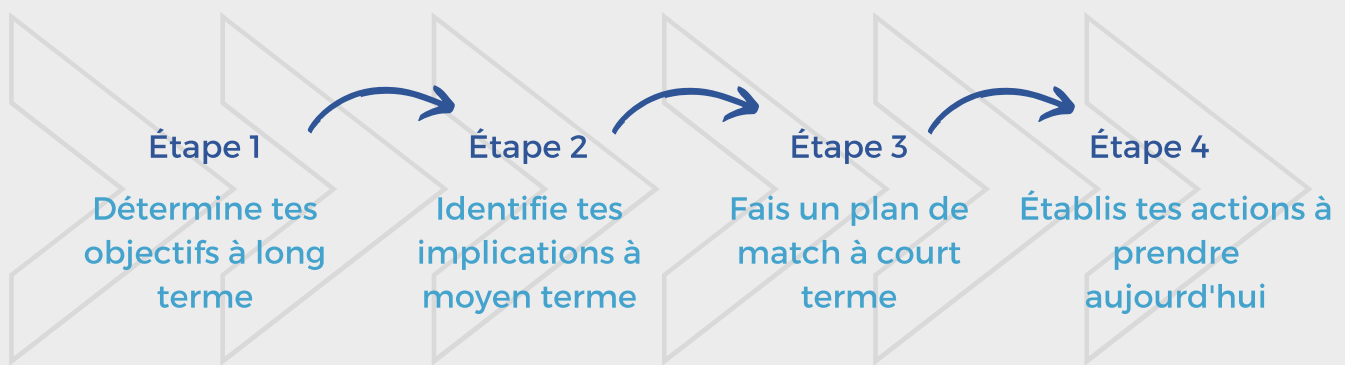 Étape 1
Détermine tes
objectifs à long
terme
Étape 2
Identifie tes
implications à
moyen terme
Étape 3
Fais un plan de
match à court
terme
Étape 4
Établis tes actions à
prendre
aujourd'hui